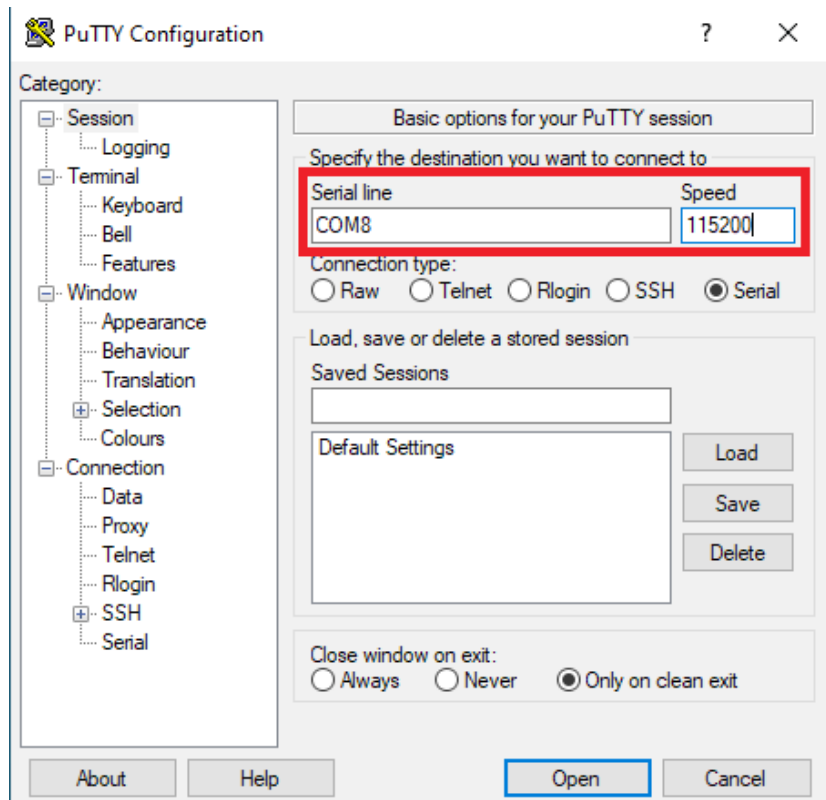 PuTTY Configuration
?
Category:
Session
Logging
Terminal
Keyboard
Bell
Features
Window
Appearance
Behaviour
Translation
Selection
Colours
Connection
Data
Proxy
Telnet
Rlogin
SSH
Serial
Basic options for your PuTTY session
Specify the destination you want to connect to
Serial line Speed
COM8 115200
Connection type:
Raw Telnet Rlogin SSH Serial
Load, save or delete a stored session
Saved Sessions
Default Settings
Load
Save
Delete
Close window on exit:
Always Never Only on clean exit
About Help Open Cancel